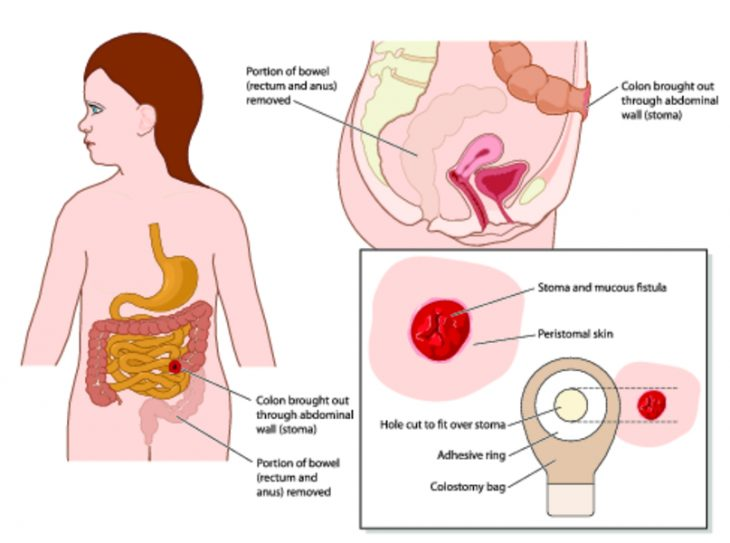 Portion of bowel
(rectum and anus)
removed
Colon brought out
through abdominal
wall (stoma)
Colon brought out
through abdominal
wall (stoma)
Portion of bowel
(rectum and
anus) removed
Stoma and mucous fistula
Peristomal skin
Hole cut to fit over stoma
Adhesive ring
Colostomy bag